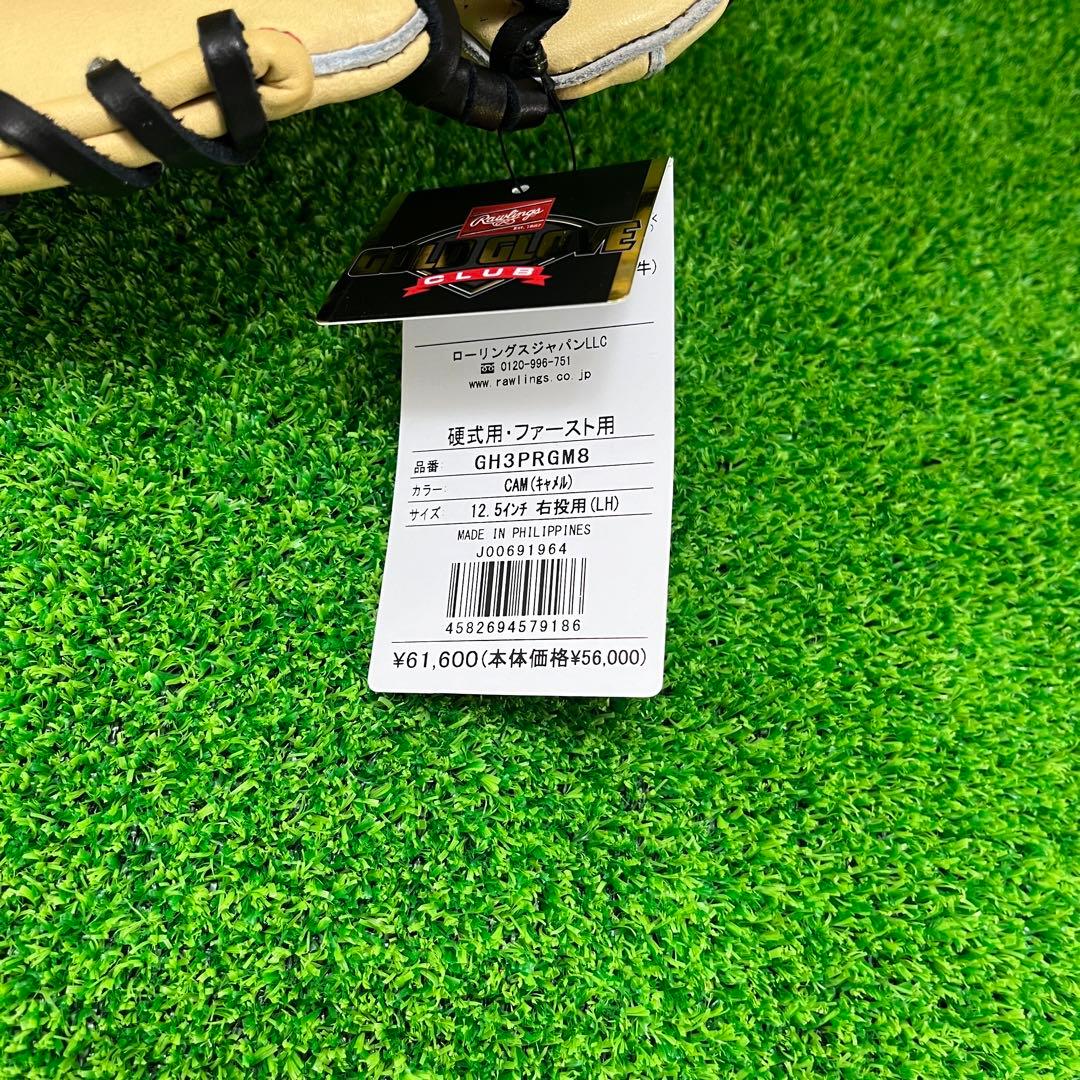 Rawlings
Est. 1887
GOLD GLOVE
CLUB
牛)
ローリングスジャパンLLC
0120-996-751
www.rawlings.co.jp
硬式用・ファースト用
品番: GH3PRGM8
カラー: CAM(ｷｬﾒﾙ)
サイズ: 12.5ｲﾝﾁ 右投用(LH)
MADE IN PHILIPPINES
J00691964
4582694579186
¥61,600(本体価格¥56,000)